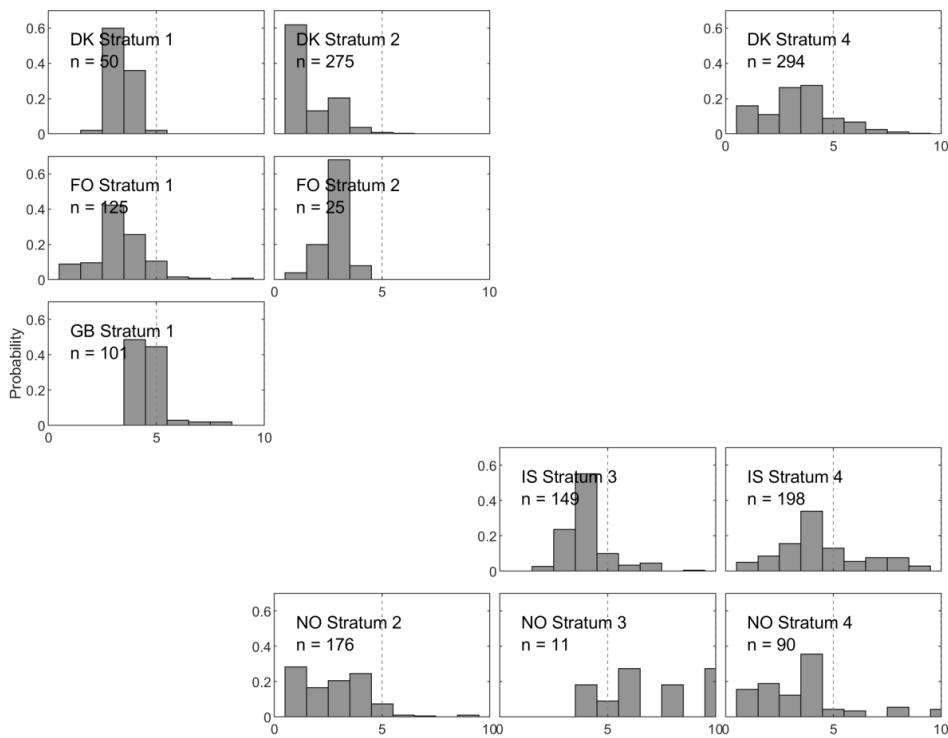 DK Stratum 1
n = 50
DK Stratum 2
n = 275
DK Stratum 4
n = 294
0.6
0.4
0.2
0
0.6
0.4
0.2
0
0 5 10
FO Stratum 1
n = 125
FO Stratum 2
n = 25
0.6
0.4
0.2
0
0 5 10
GB Stratum 1
n = 101
Probability
0.6
0.4
0.2
0
0 5 10
IS Stratum 3
n = 149
IS Stratum 4
n = 198
0.6
0.4
0.2
0
NO Stratum 2
n = 176
NO Stratum 3
n = 11
NO Stratum 4
n = 90
0.6
0.4
0.2
0
0 5 10 0 5 10 0 5 10